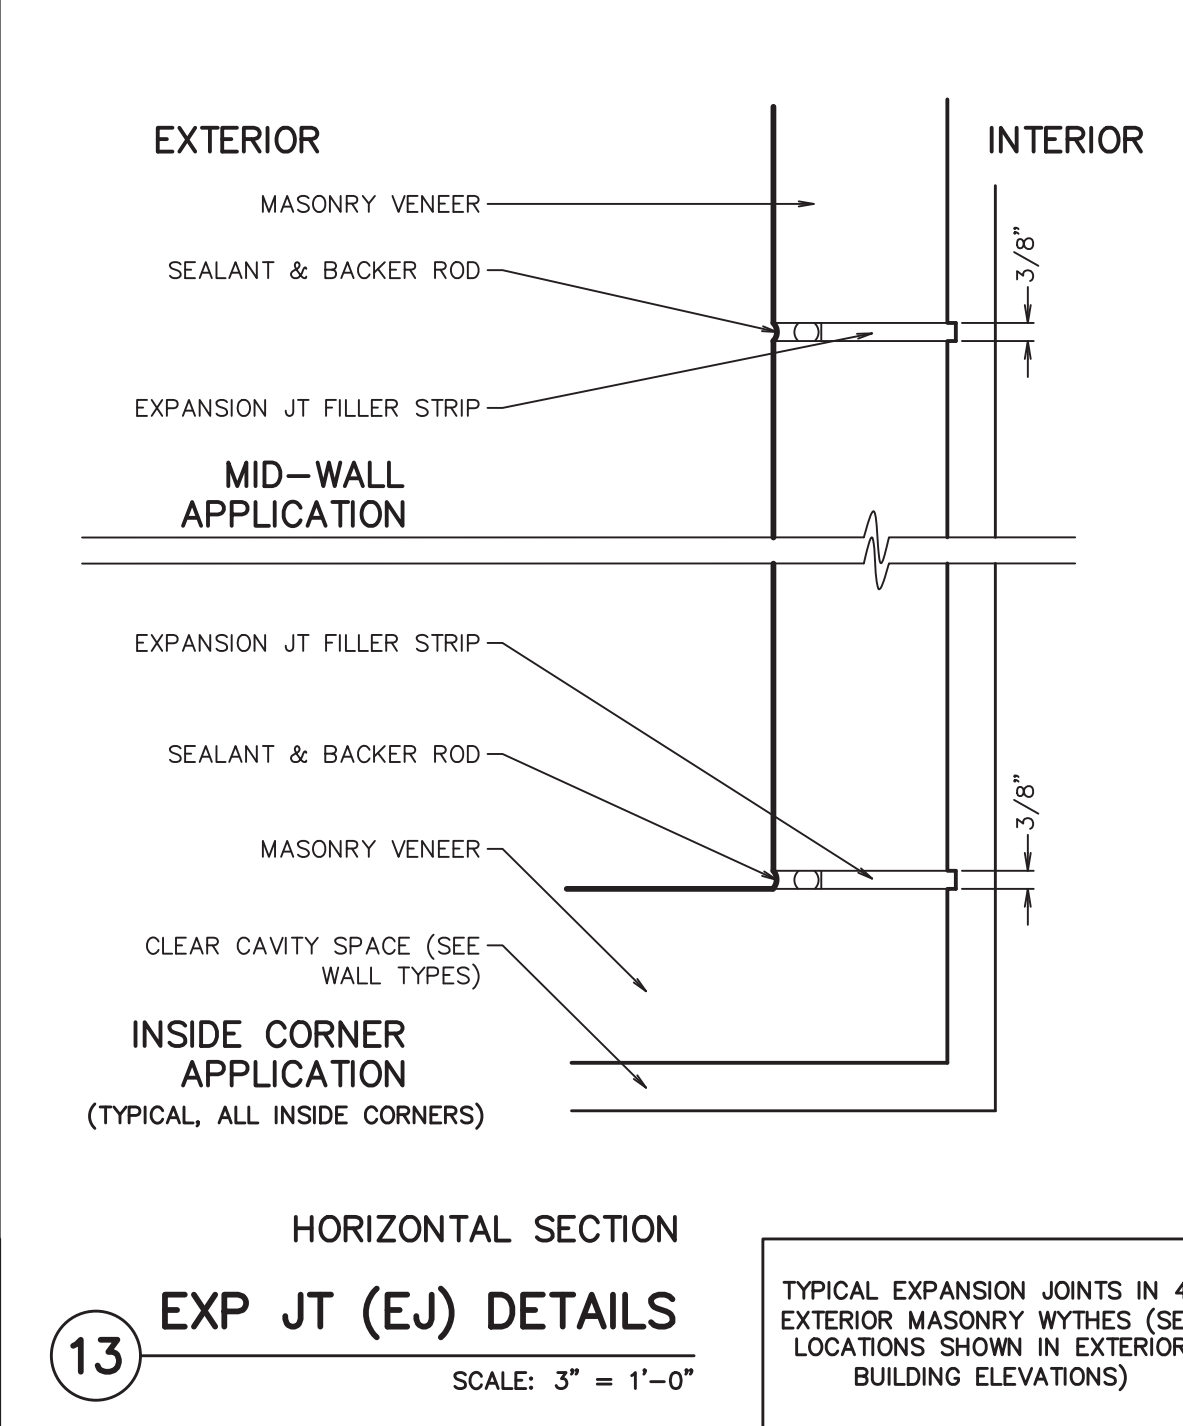 EXTERIOR
INTERIOR
MASONRY VENEER
SEALANT & BACKER ROD
3/8"
EXPANSION JT FILLER STRIP
MID-WALL
APPLICATION
EXPANSION JT FILLER STRIP
SEALANT & BACKER ROD
3/8"
MASONRY VENEER
CLEAR CAVITY SPACE (SEE
WALL TYPES)
INSIDE CORNER
APPLICATION
(TYPICAL, ALL INSIDE CORNERS)
HORIZONTAL SECTION
EXP JT (EJ) DETAILS
13
SCALE: 3" = 1'-0"
TYPICAL EXPANSION JOINTS IN
EXTERIOR MASONRY WYTHES
LOCATIONS SHOWN IN EXTERIOR
BUILDING ELEVATIONS)